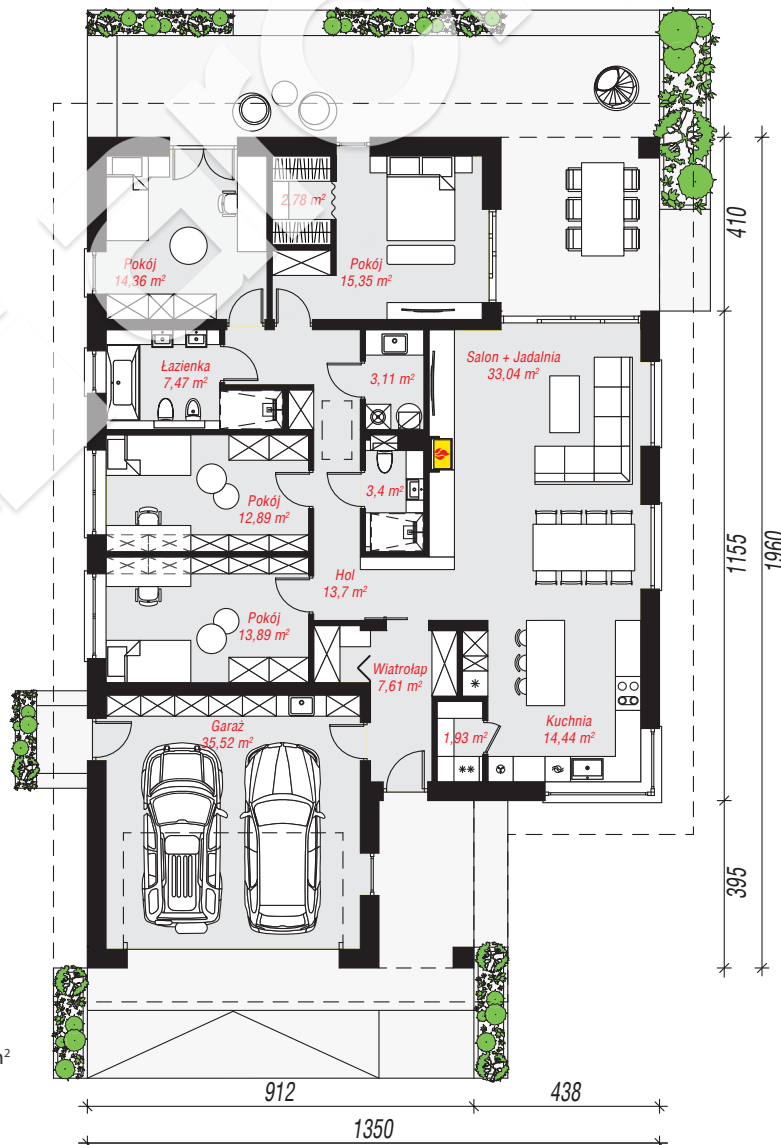 2.78 m²
Pokój
14,36 m²
Pokój
15,35 m²
410
Łazienka
7,47 m²
3,11 m²
Salon + Jadalnia
33,04 m²
Pokój
12,89 m²
3,4 m²
1155
1960
Hol
13,7 m²
Pokój
13,89 m²
Wiatrołap
7,61 m²
Garaż
35,52 m²
1,93 m²
Kuchnia
14,44 m²
395
m²
912
438
1350